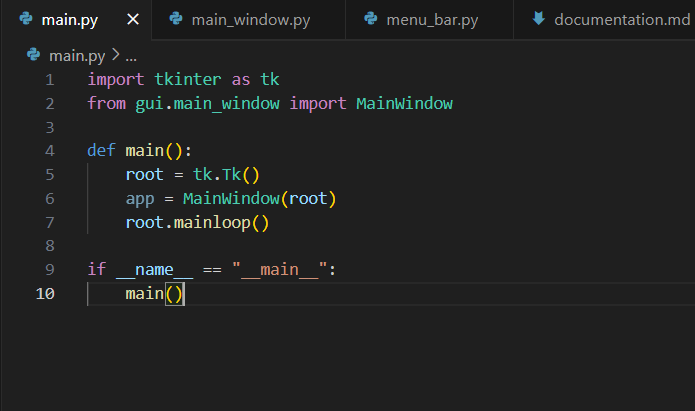 main.py
main_window.py
menu_bar.py
documentation.md
main.py > ...
1 import tkinter as tk
2 from gui.main_window import MainWindow
3
4 def main():
5     root = tk.Tk()
6     app = MainWindow(root)
7     root.mainloop()
8
9 if __name__ == "__main__":
10     main()